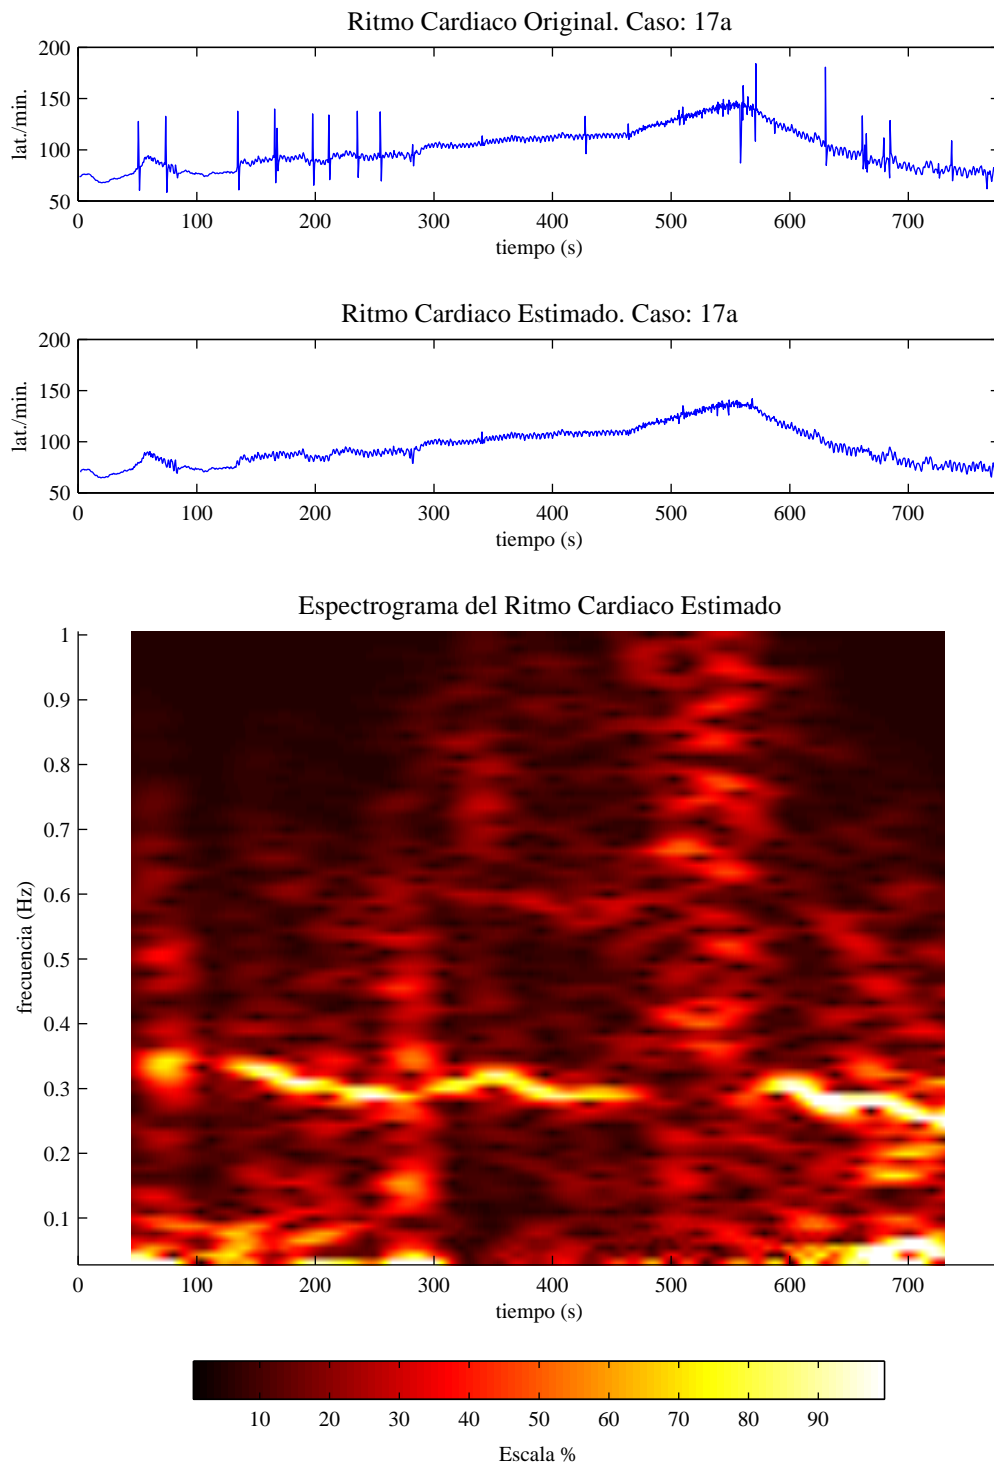 Ritmo Cardiaco Original. Caso: 17a
200
150
100
50
lat./min.
0 100 200 300 400 500 600 700
tiempo (s)
Ritmo Cardiaco Estimado. Caso: 17a
200
150
100
50
lat./min.
0 100 200 300 400 500 600 700
tiempo (s)
Espectrograma del Ritmo Cardiaco Estimado
1
0.9
0.8
0.7
0.6
0.5
0.4
0.3
0.2
0.1
frecuencia (Hz)
0 100 200 300 400 500 600 700
tiempo (s)
10 20 30 40 50 60 70 80 90
Escala %